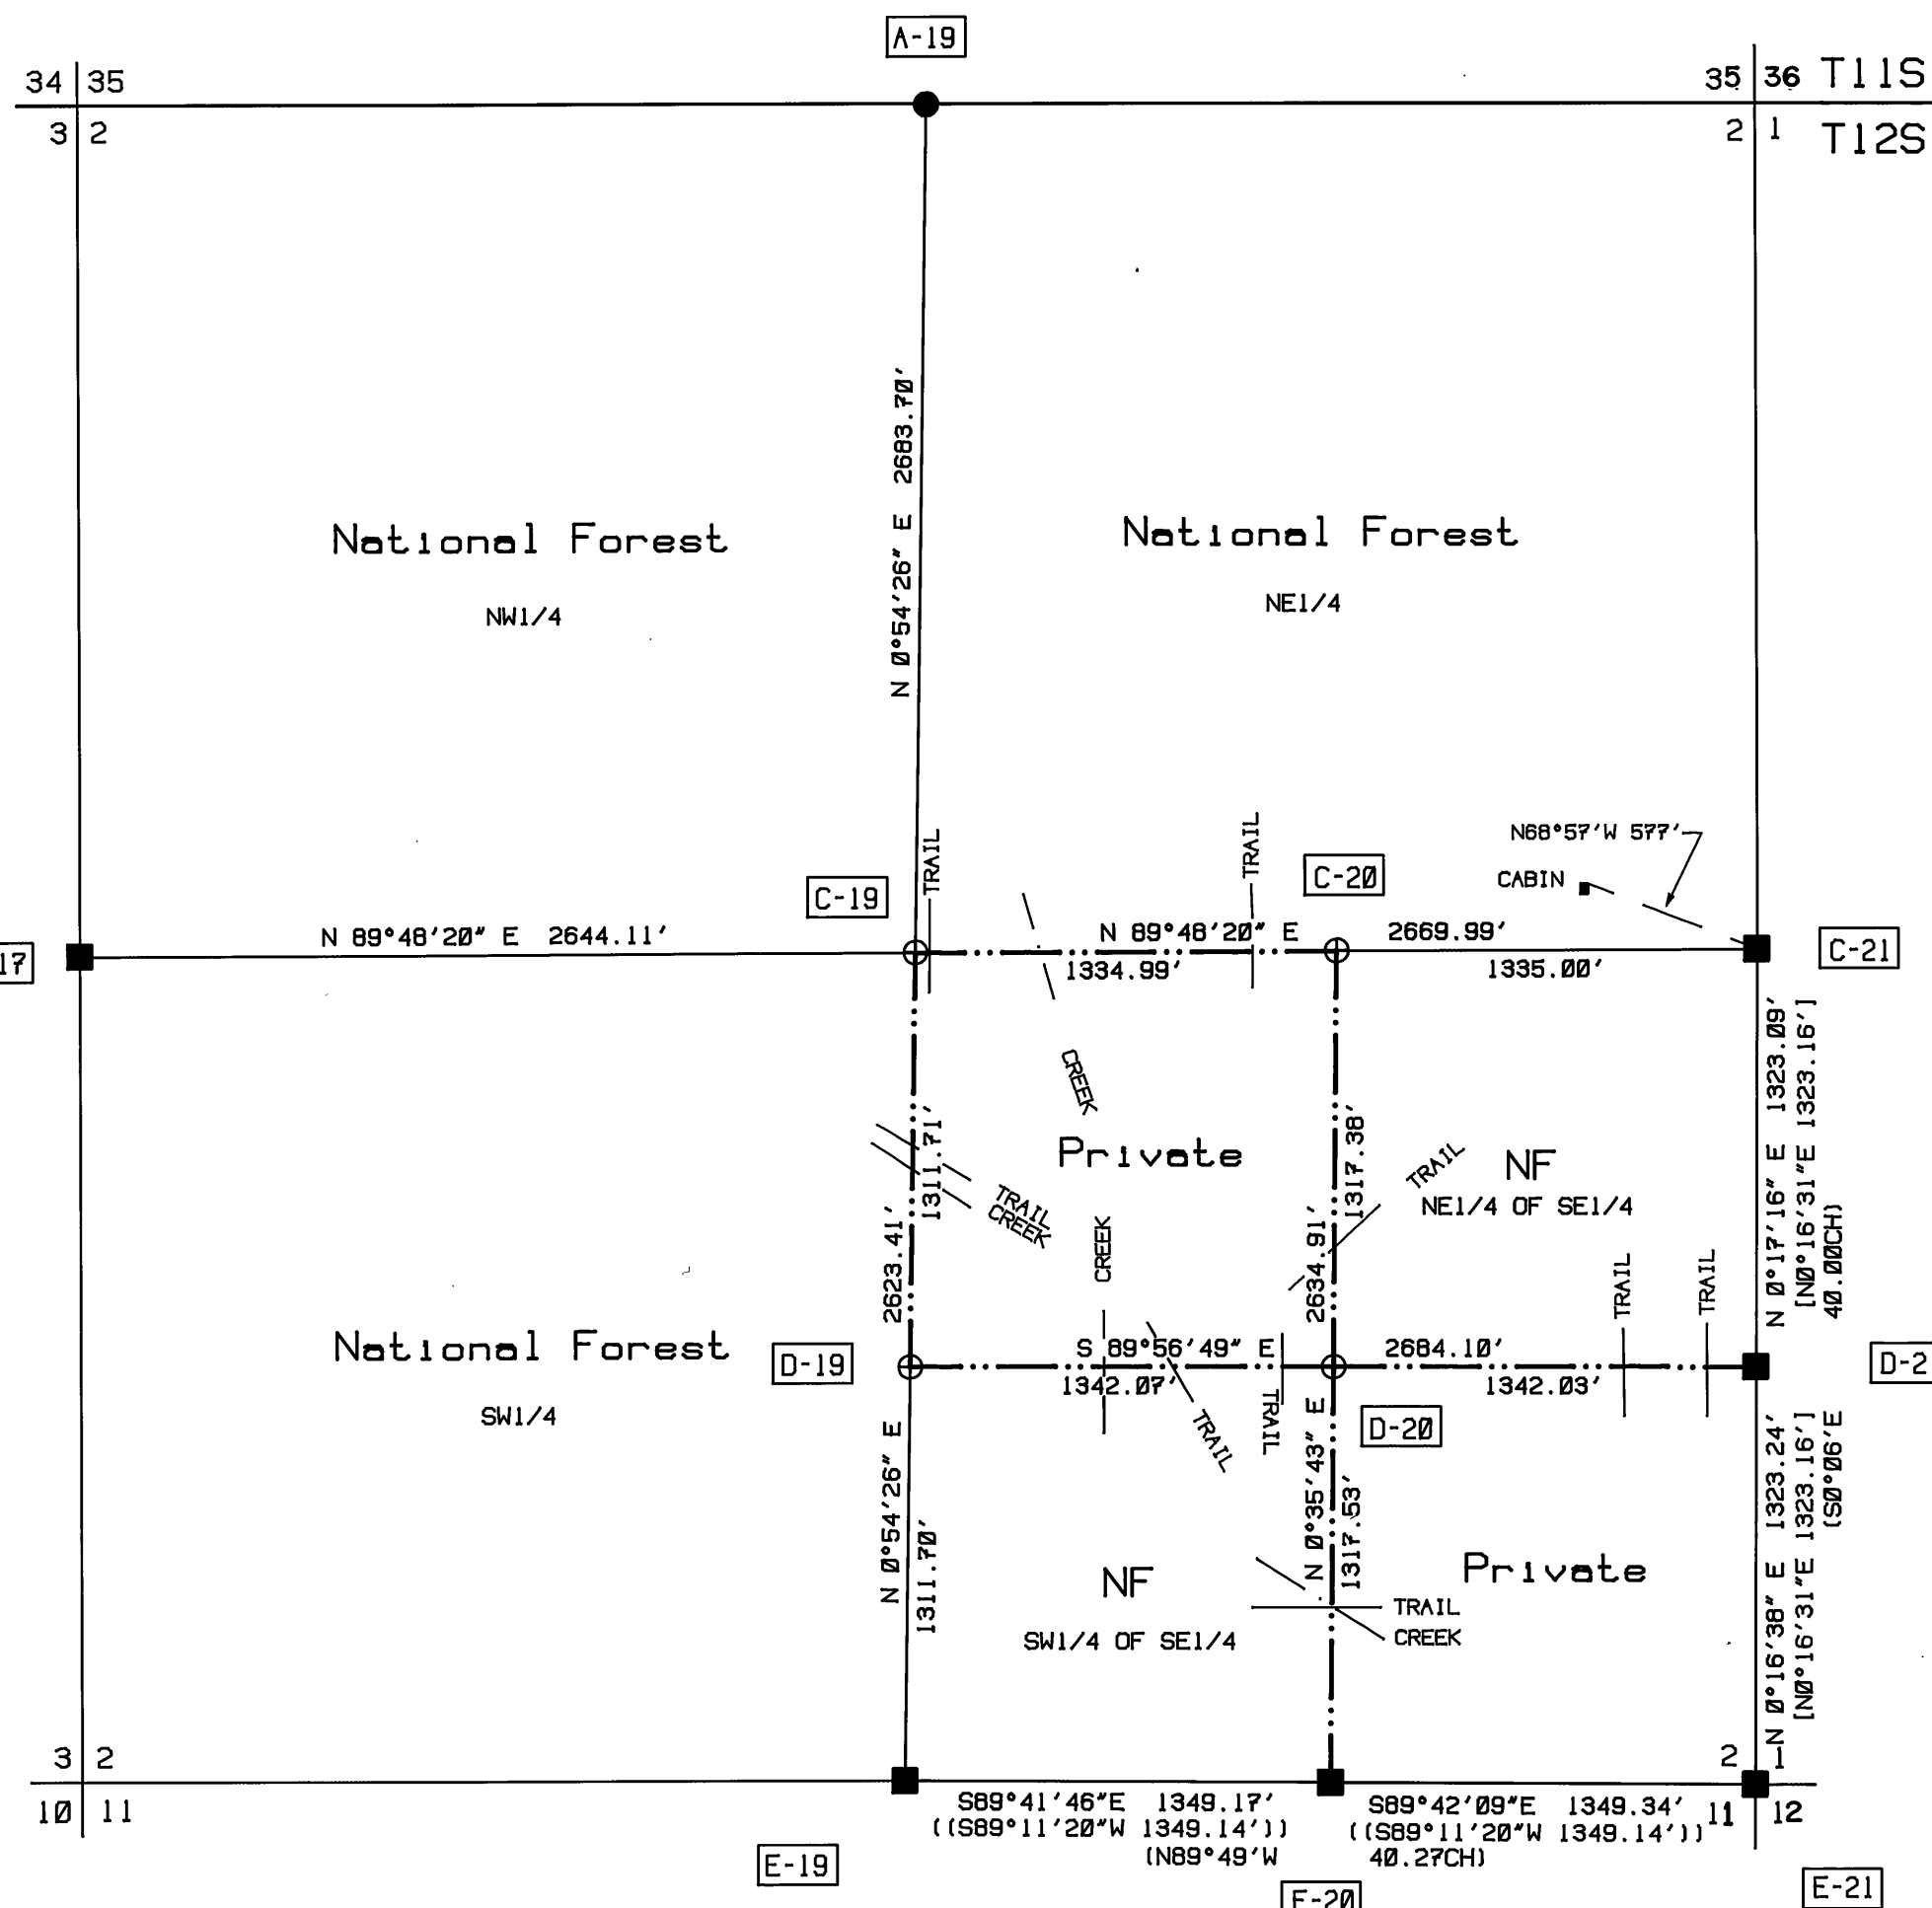 A-19
34 35
35 36 T11S
3 2
2 1 T12S
N 0°54'26" E 2683.70'
National Forest
NW1/4
National Forest
NE1/4
TRAIL
TRAIL
N68°57'W 577'
CABIN
C-19
C-20
17
N 89°48'20" E 2644.11'
N 89°48'20" E 2669.99'
1334.99'
1335.00'
C-21
CREEK
N 0°17'16" E 1323.09'
[N0°16'31"E 1323.16']
40.00CH)
1311.71'
2623.41'
TRAIL
CREEK
Private
CREEK
1317.38'
2634.91'
TRAIL
NF
NE1/4 OF SE1/4
TRAIL
TRAIL
National Forest
SW1/4
D-19
S 89°56'49" E 2684.10'
1342.07'
1342.03'
D-2
TRAIL
TRAIL
D-20
N 0°54'26" E
1311.70'
N 0°35'43" E
1317.53'
N 0°16'38" E 1323.24'
[N0°16'31"E 1323.16']
(S0°06'E
NF
SW1/4 OF SE1/4
Private
TRAIL
CREEK
3 2
2 1
10 11
11 12
S89°41'46"E 1349.17'
((S89°11'20"W 1349.14'))
(N89°49'W
S89°42'09"E 1349.34'
((S89°11'20"W 1349.14'))
40.27CH)
E-19
E-20
E-21